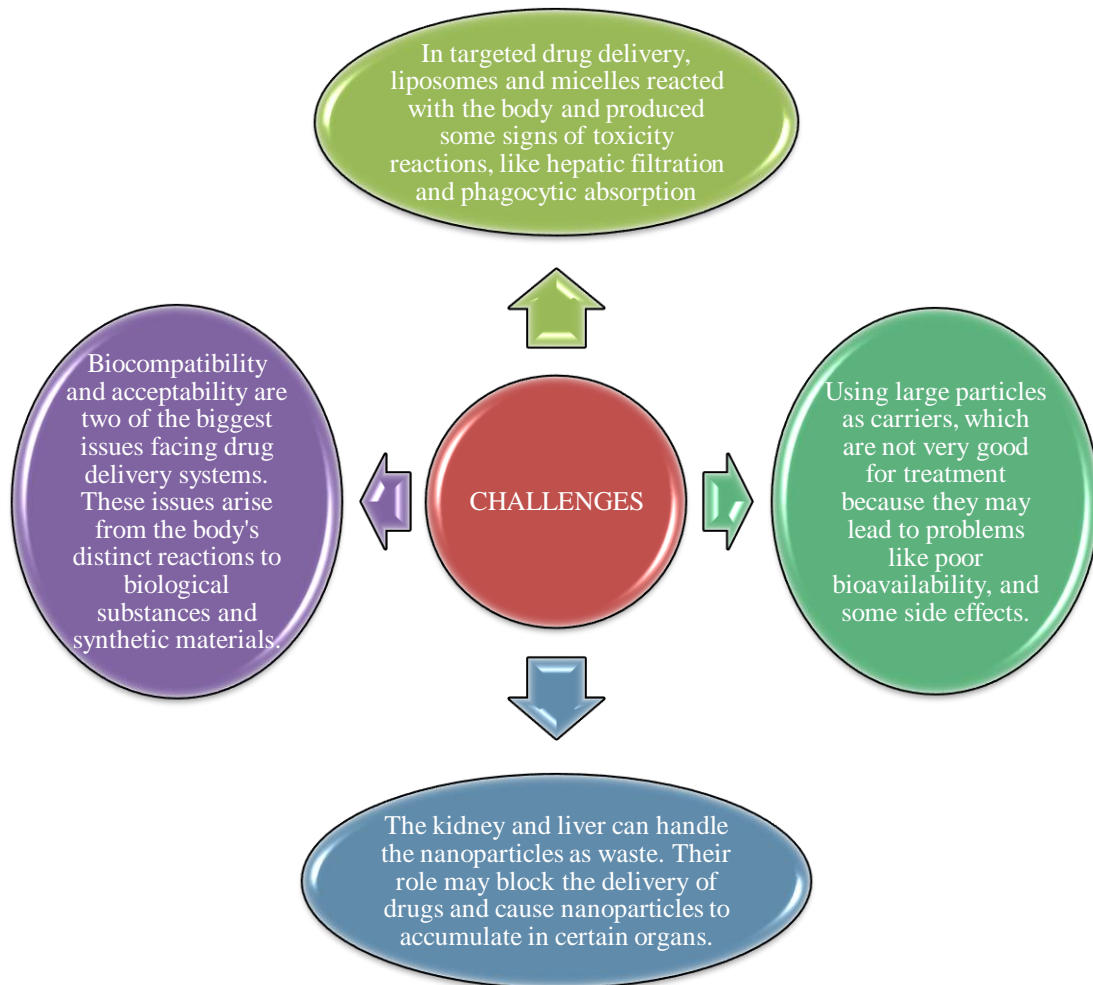 In targeted drug delivery,
liposomes and micelles reacted
with the body and produced
some signs of toxicity
reactions, like hepatic filtration
and phagocytic absorption
Biocompatibility
and acceptability are
two of the biggest
issues facing drug
delivery systems.
These issues arise
from the body's
distinct reactions to
biological
substances and
synthetic materials.
CHALLENGES
Using large particles
as carriers, which
are not very good
for treatment
because they may
lead to problems
like poor
bioavailability, and
some side effects.
The kidney and liver can handle
the nanoparticles as waste. Their
role may block the delivery of
drugs and cause nanoparticles to
accumulate in certain organs.